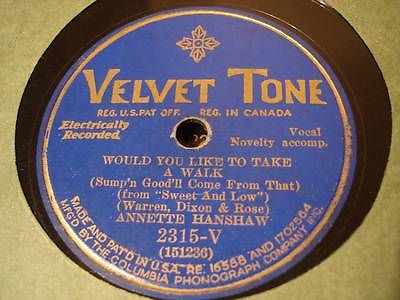 VELVET TONE
REG. U.S. PAT OFF. REG. IN CANADA
Electrically Recorded
Vocal
Novelty accomp.
WOULD YOU LIKE TO TAKE
A WALK
(Sump'n Good'll Come From That)
(from "Sweet And Low")
(Warren, Dixon & Rose)
ANNETTE HANSHAW
2315-V
(151236)
MADE AND PAT'D IN U.S.A. RE. 16588 AND 1702564
M'F'G BY THE COLUMBIA PHONOGRAPH COMPANY INC.